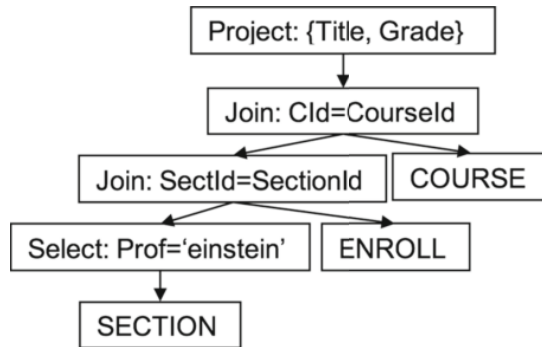 Project: {Title, Grade}
Join: CId=CourseId
Join: SectId=SectionId
COURSE
Select: Prof=‘einstein’
ENROLL
SECTION